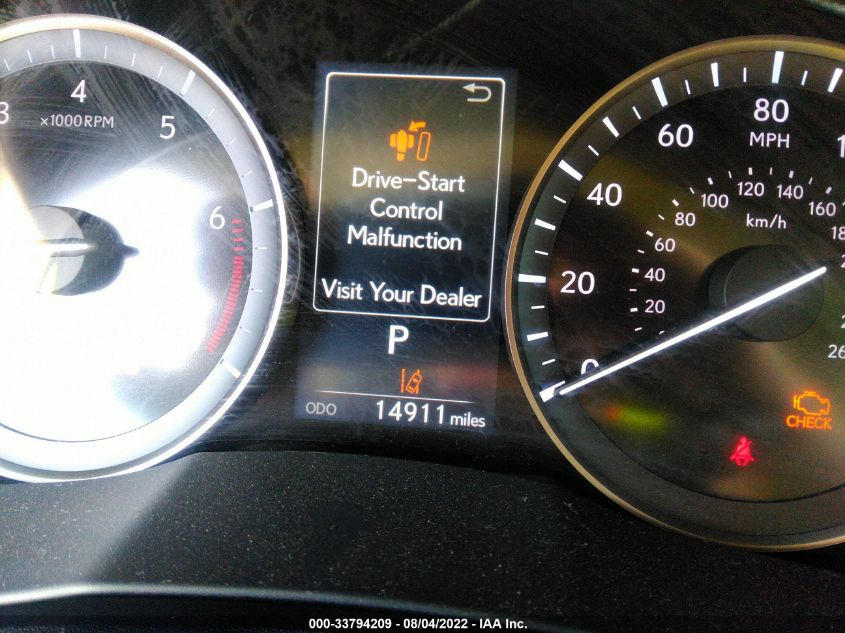 3
4
×1000RPM
5
6
Drive-Start
Control
Malfunction
Visit Your Dealer
P
ODO 14911 miles
0
20
40
60
80
MPH
20
40
60
80
100
120
140
160
km/h
CHECK
000-33794209 - 08/04/2022 - IAA Inc.